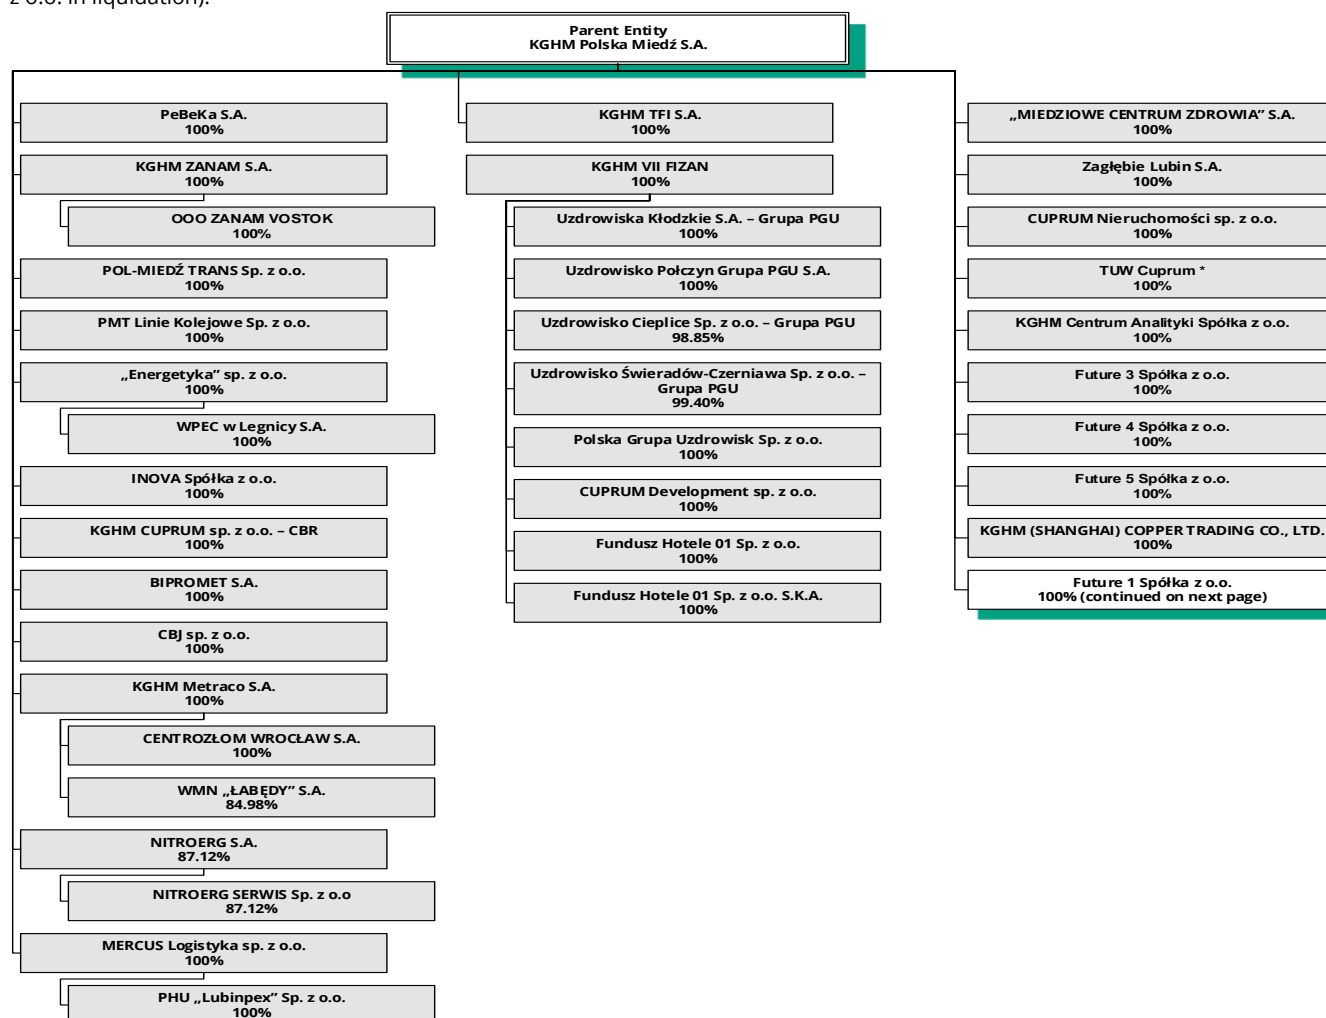 z o.o. in liquidation).
Parent Entity
KGHM Polska Miedź S.A.
PeBeKa S.A.
100%
KGHM ZANAM S.A.
100%
OOO ZANAM VOSTOK
100%
POL-MIEDŹ TRANS Sp. z o.o.
100%
PMT Linie Kolejowe Sp. z o.o.
100%
„Energetyka” sp. z o.o.
100%
WPEC w Legnicy S.A.
100%
INOVA Spółka z o.o.
100%
KGHM CUPRUM sp. z o.o. – CBR
100%
BIPROMET S.A.
100%
CBJ sp. z o.o.
100%
KGHM Metraco S.A.
100%
CENTROZŁOM WROCŁAW S.A.
100%
WMN „ŁABĘDY” S.A.
84.98%
NITROERG S.A.
87.12%
NITROERG SERWIS Sp. z o.o
87.12%
MERCUS Logistyka sp. z o.o.
100%
PHU „Lubinpex” Sp. z o.o.
100%
KGHM TFI S.A.
100%
KGHM VII FIZAN
100%
Uzdrowiska Kłodzkie S.A. – Grupa PGU
100%
Uzdrowisko Połczyn Grupa PGU S.A.
100%
Uzdrowisko Cieplice Sp. z o.o. – Grupa PGU
98.85%
Uzdrowisko Świeradów-Czerniawa Sp. z o.o. –
Grupa PGU
99.40%
Polska Grupa Uzdrowisk Sp. z o.o.
100%
CUPRUM Development sp. z o.o.
100%
Fundusz Hotele 01 Sp. z o.o.
100%
Fundusz Hotele 01 Sp. z o.o. S.K.A.
100%
„MIEDZIOWE CENTRUM ZDROWIA” S.A.
100%
Zagłębie Lubin S.A.
100%
CUPRUM Nieruchomości sp. z o.o.
100%
TUW Cuprum *
100%
KGHM Centrum Analityki Spółka z o.o.
100%
Future 3 Spółka z o.o.
100%
Future 4 Spółka z o.o.
100%
Future 5 Spółka z o.o.
100%
KGHM (SHANGHAI) COPPER TRADING CO., LTD.
100%
Future 1 Spółka z o.o.
100% (continued on next page)